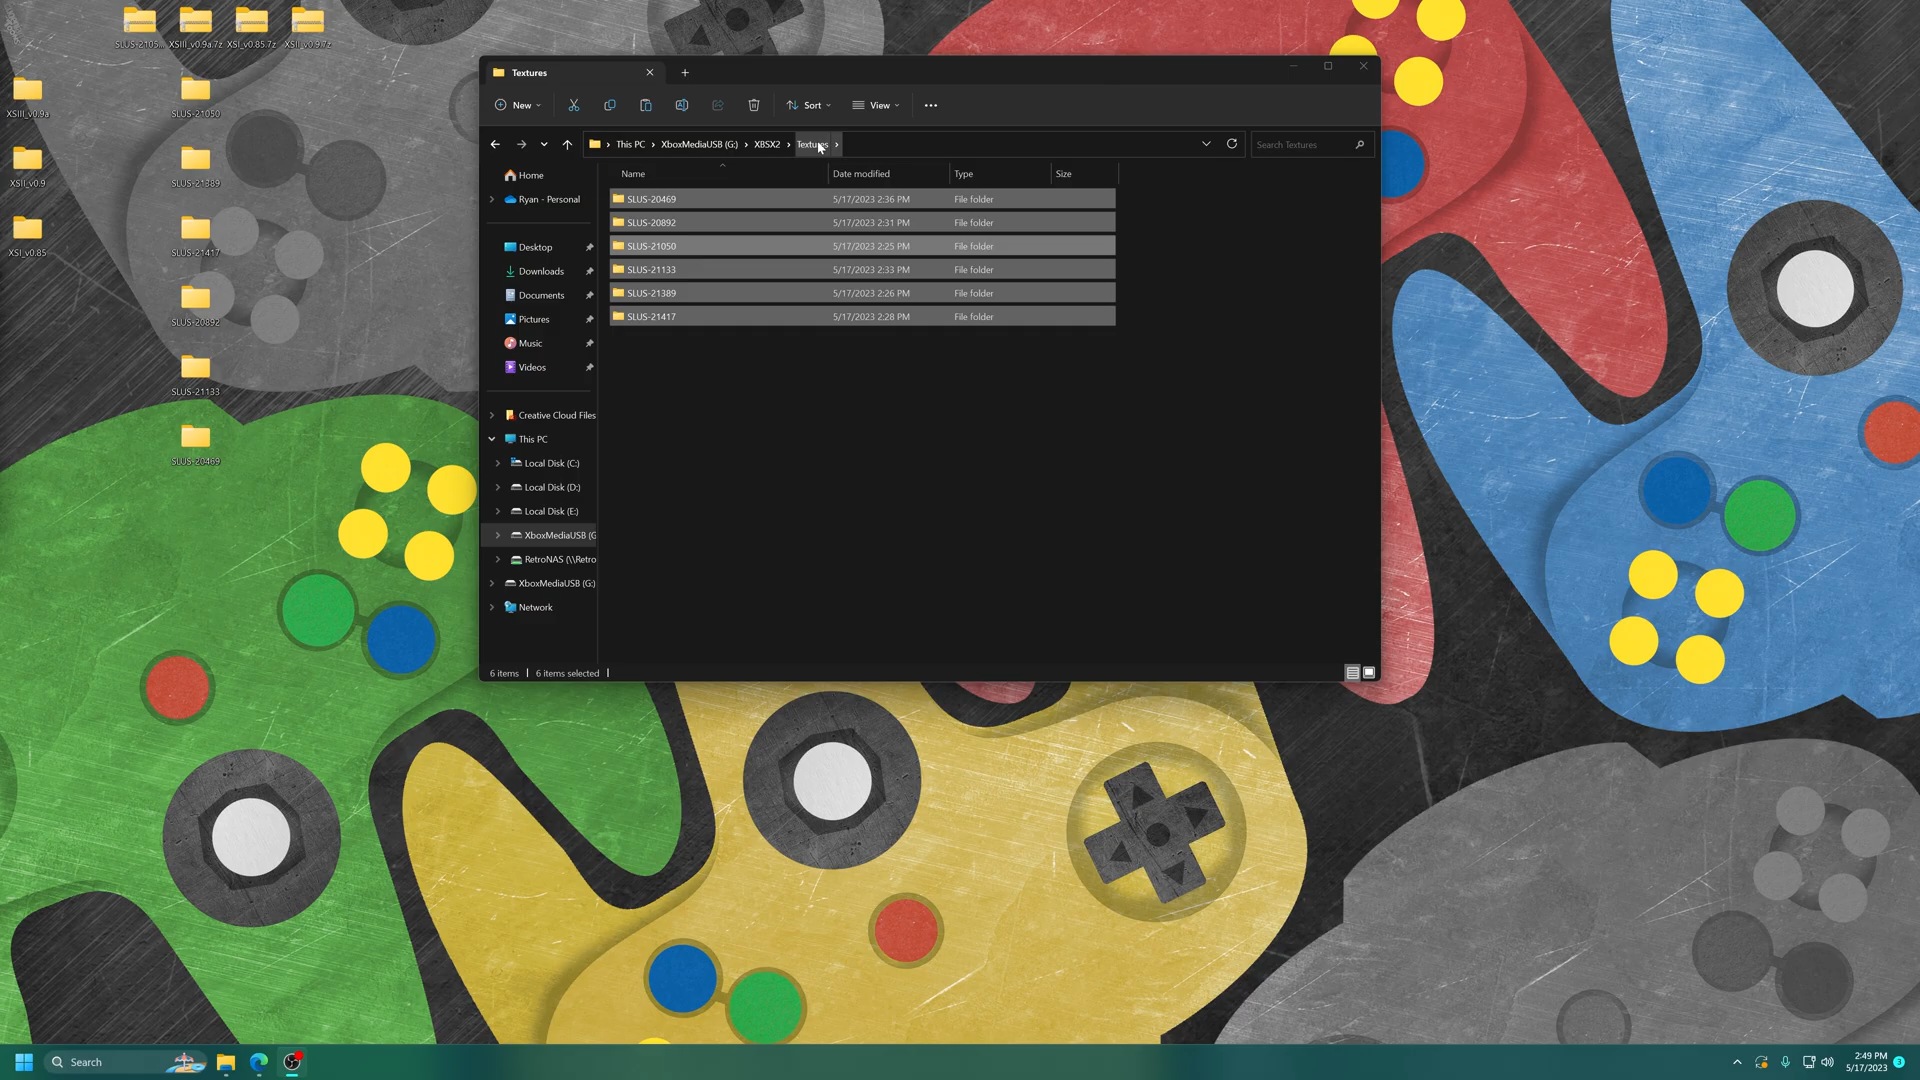 SLUS-2105... XSIII_v0.9a.7z XSI_v0.85.7z XSII_v0.9.7z
XSIII_v0.9a
XSII_v0.9
XSI_v0.85
SLUS-21050
SLUS-21389
SLUS-21417
SLUS-20892
SLUS-21133
SLUS-20469
Textures
New Sort View
This PC XboxMediaUSB (G:) XBSX2 Textures Search Textures
Name Date modified Type Size
SLUS-20469 5/17/2023 2:36 PM File folder
SLUS-20892 5/17/2023 2:31 PM File folder
SLUS-21050 5/17/2023 2:25 PM File folder
SLUS-21133 5/17/2023 2:33 PM File folder
SLUS-21389 5/17/2023 2:26 PM File folder
SLUS-21417 5/17/2023 2:28 PM File folder
Home
Ryan - Personal
Desktop
Downloads
Documents
Pictures
Music
Videos
Creative Cloud Files
This PC
Local Disk (C:)
Local Disk (D:)
Local Disk (E:)
XboxMediaUSB (G
RetroNAS (\\Retro
XboxMediaUSB (G:)
Network
6 items 6 items selected
Search
2:49 PM
5/17/2023
3